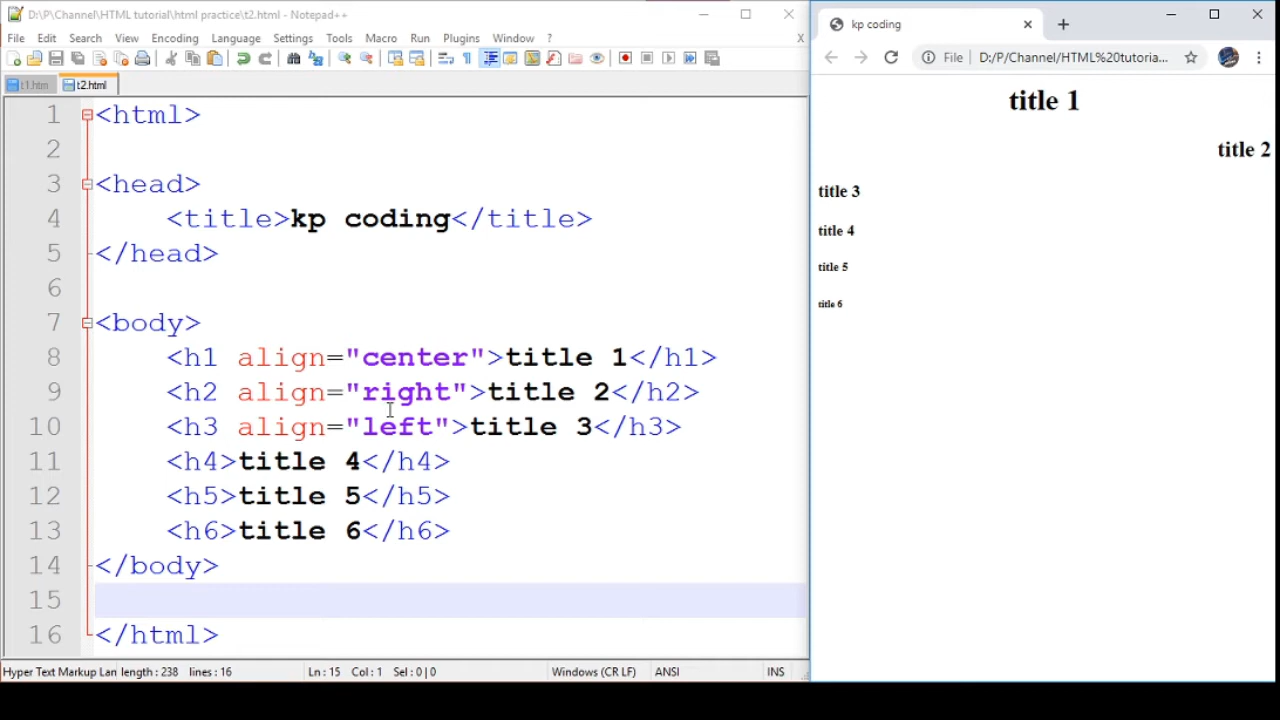 D:\P\Channel\HTML tutorial\html practice\t2.html - Notepad++
File Edit Search View Encoding Language Settings Tools Macro Run Plugins Window ? X
t1.htm t2.html
1 <html>
2
3 <head>
4 <title>kp coding</title>
5 </head>
6
7 <body>
8 <h1 align="center">title 1</h1>
9 <h2 align="right">title 2</h2>
10 <h3 align="left">title 3</h3>
11 <h4>title 4</h4>
12 <h5>title 5</h5>
13 <h6>title 6</h6>
14 </body>
15
16 </html>
Hyper Text Markup Lan length : 238 lines : 16 Ln : 15 Col : 1 Sel : 0 | 0 Windows (CR LF) ANSI INS
kp coding
File D:/P/Channel/HTML%20tutoria...
title 1
title 2
title 3
title 4
title 5
title 6